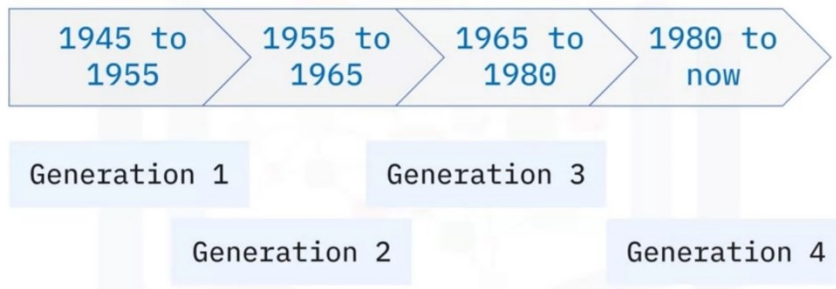 1945 to
1955
1955 to
1965
1965 to
1980
1980 to
now
Generation 1
Generation 3
Generation 2
Generation 4